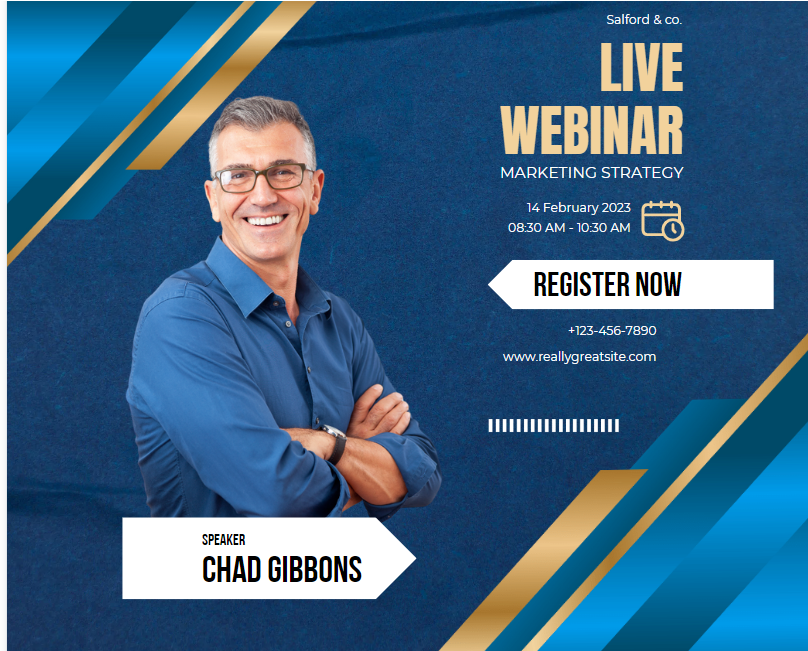 Salford & co.
LIVE
WEBINAR
MARKETING STRATEGY
14 February 2023
08:30 AM - 10:30 AM
REGISTER NOW
+123-456-7890
www.reallygreatsite.com
SPEAKER
CHAD GIBBONS